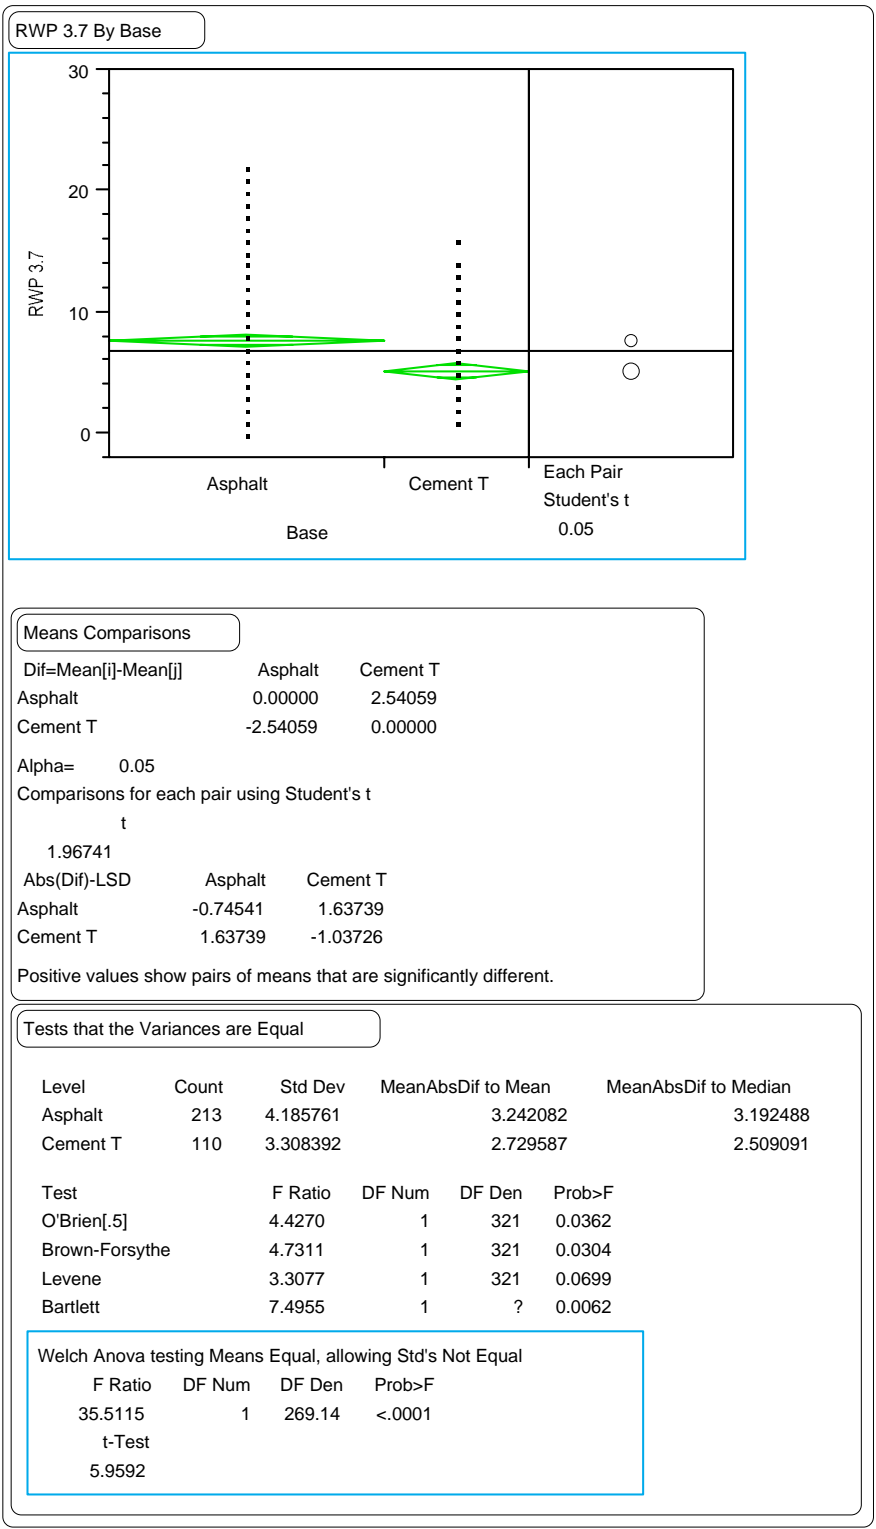 RWP 3.7 By Base
30
20
10
0
RWP 3.7
Asphalt Cement T
Base
Each Pair
Student's t
0.05
Means Comparisons
Dif=Mean[i]-Mean[j] Asphalt Cement T
Asphalt 0.00000 2.54059
Cement T -2.54059 0.00000
Alpha= 0.05
Comparisons for each pair using Student's t
t
1.96741
Abs(Dif)-LSD Asphalt Cement T
Asphalt -0.74541 1.63739
Cement T 1.63739 -1.03726
Positive values show pairs of means that are significantly different.
Tests that the Variances are Equal
Level Count Std Dev MeanAbsDif to Mean MeanAbsDif to Median
Asphalt 213 4.185761 3.242082 3.192488
Cement T 110 3.308392 2.729587 2.509091
Test F Ratio DF Num DF Den Prob>F
O'Brien[.5] 4.4270 1 321 0.0362
Brown-Forsythe 4.7311 1 321 0.0304
Levene 3.3077 1 321 0.0699
Bartlett 7.4955 1 ? 0.0062
Welch Anova testing Means Equal, allowing Std's Not Equal
F Ratio DF Num DF Den Prob>F
35.5115 1 269.14 <.0001
t-Test
5.9592